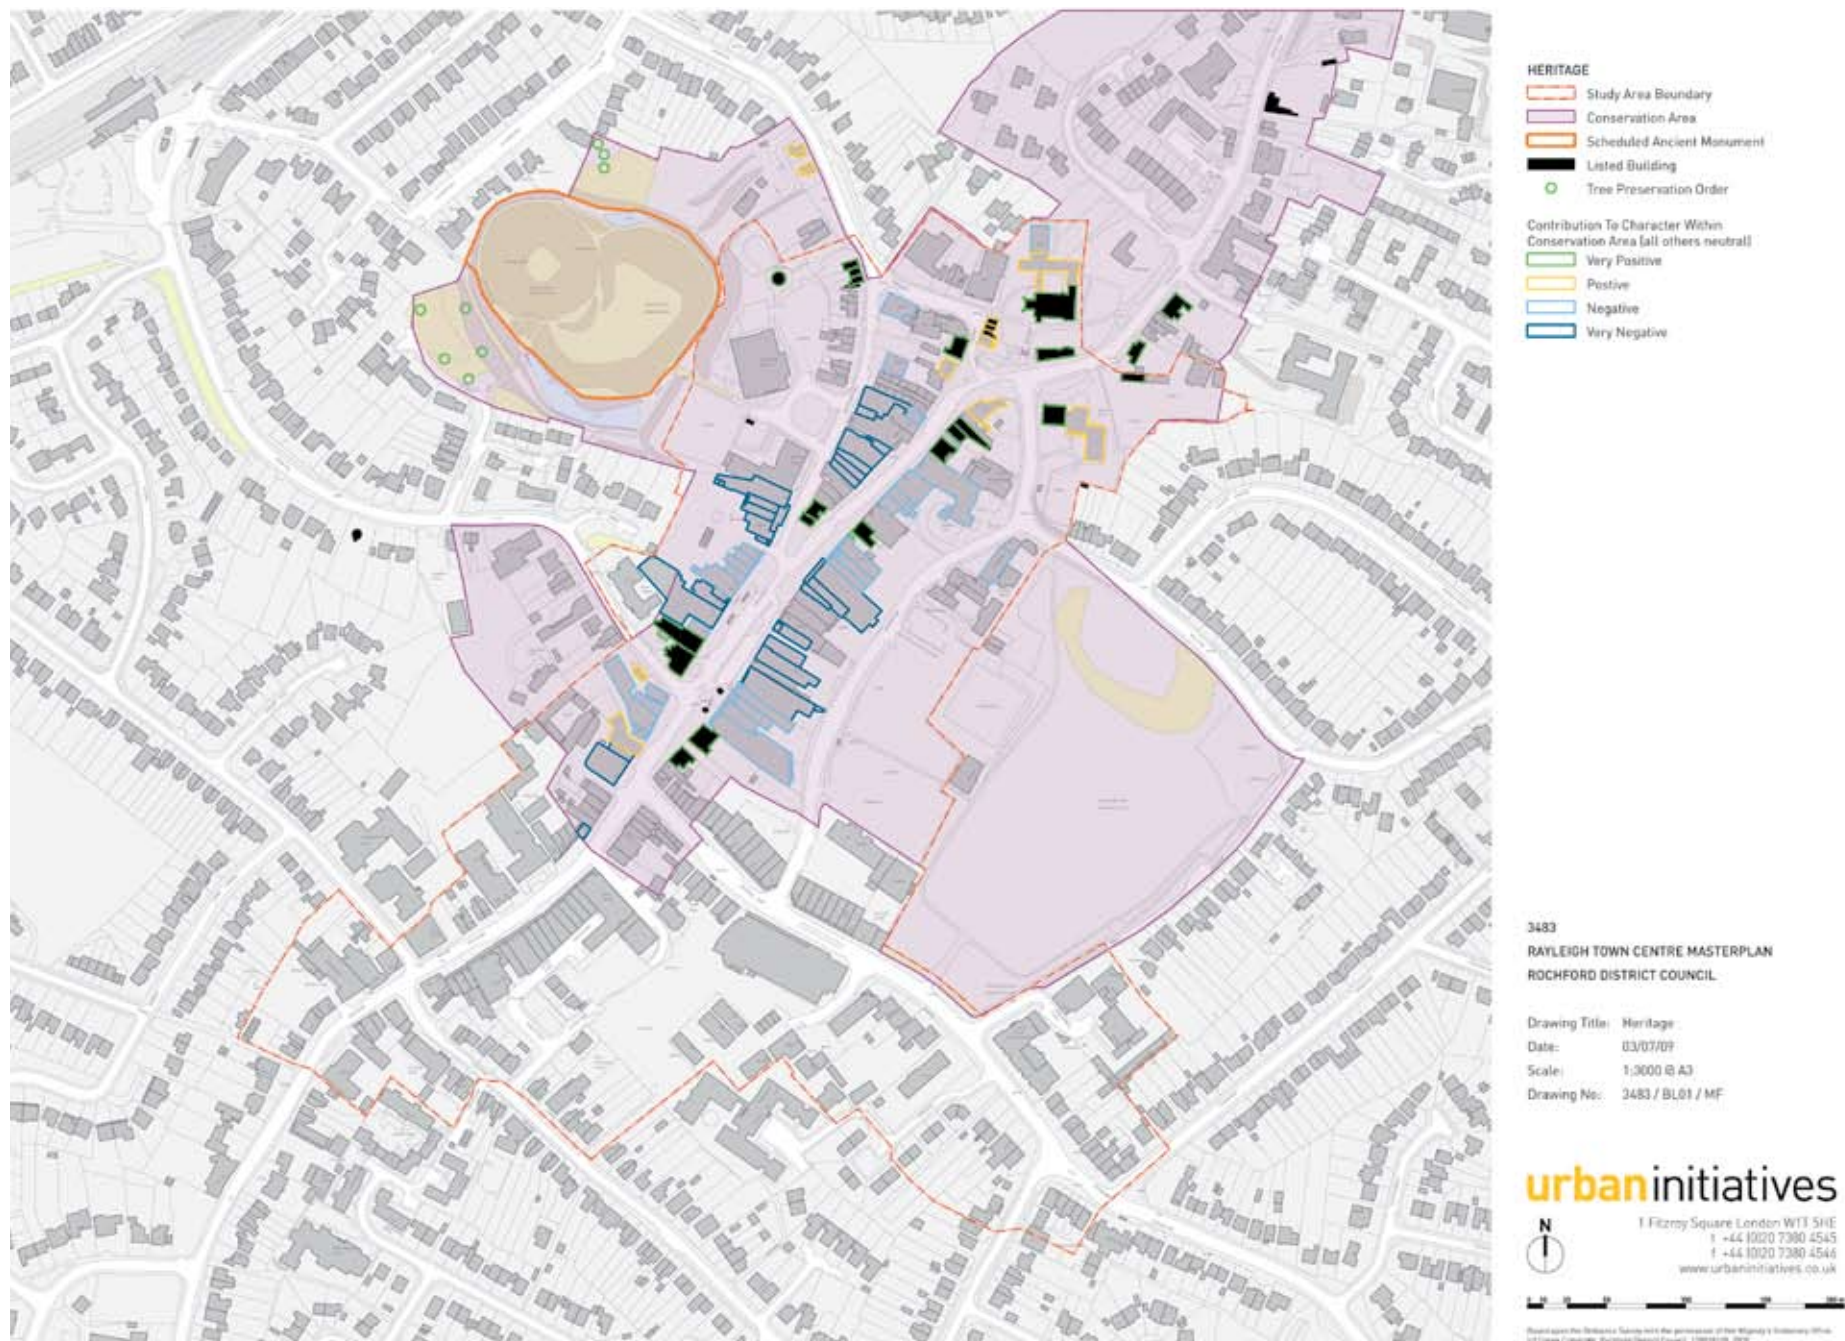 HERITAGE
Study Area Boundary
Conservation Area
Scheduled Ancient Monument
Listed Building
Tree Preservation Order
Contribution To Character Within
Conservation Area (all others neutral)
Very Positive
Postive
Negative
Very Negative
3483
RAYLEIGH TOWN CENTRE MASTERPLAN
ROCHFORD DISTRICT COUNCIL
Drawing Title: Heritage
Date: 03/07/09
Scale: 1:3000 @ A3
Drawing No: 3483 / BL01 / MF
urbaninitiatives
N
1 Fitzroy Square London W1T 5HE
t +44 (0)20 7380 4545
f +44 (0)20 7380 4546
www.urbaninitiatives.co.uk